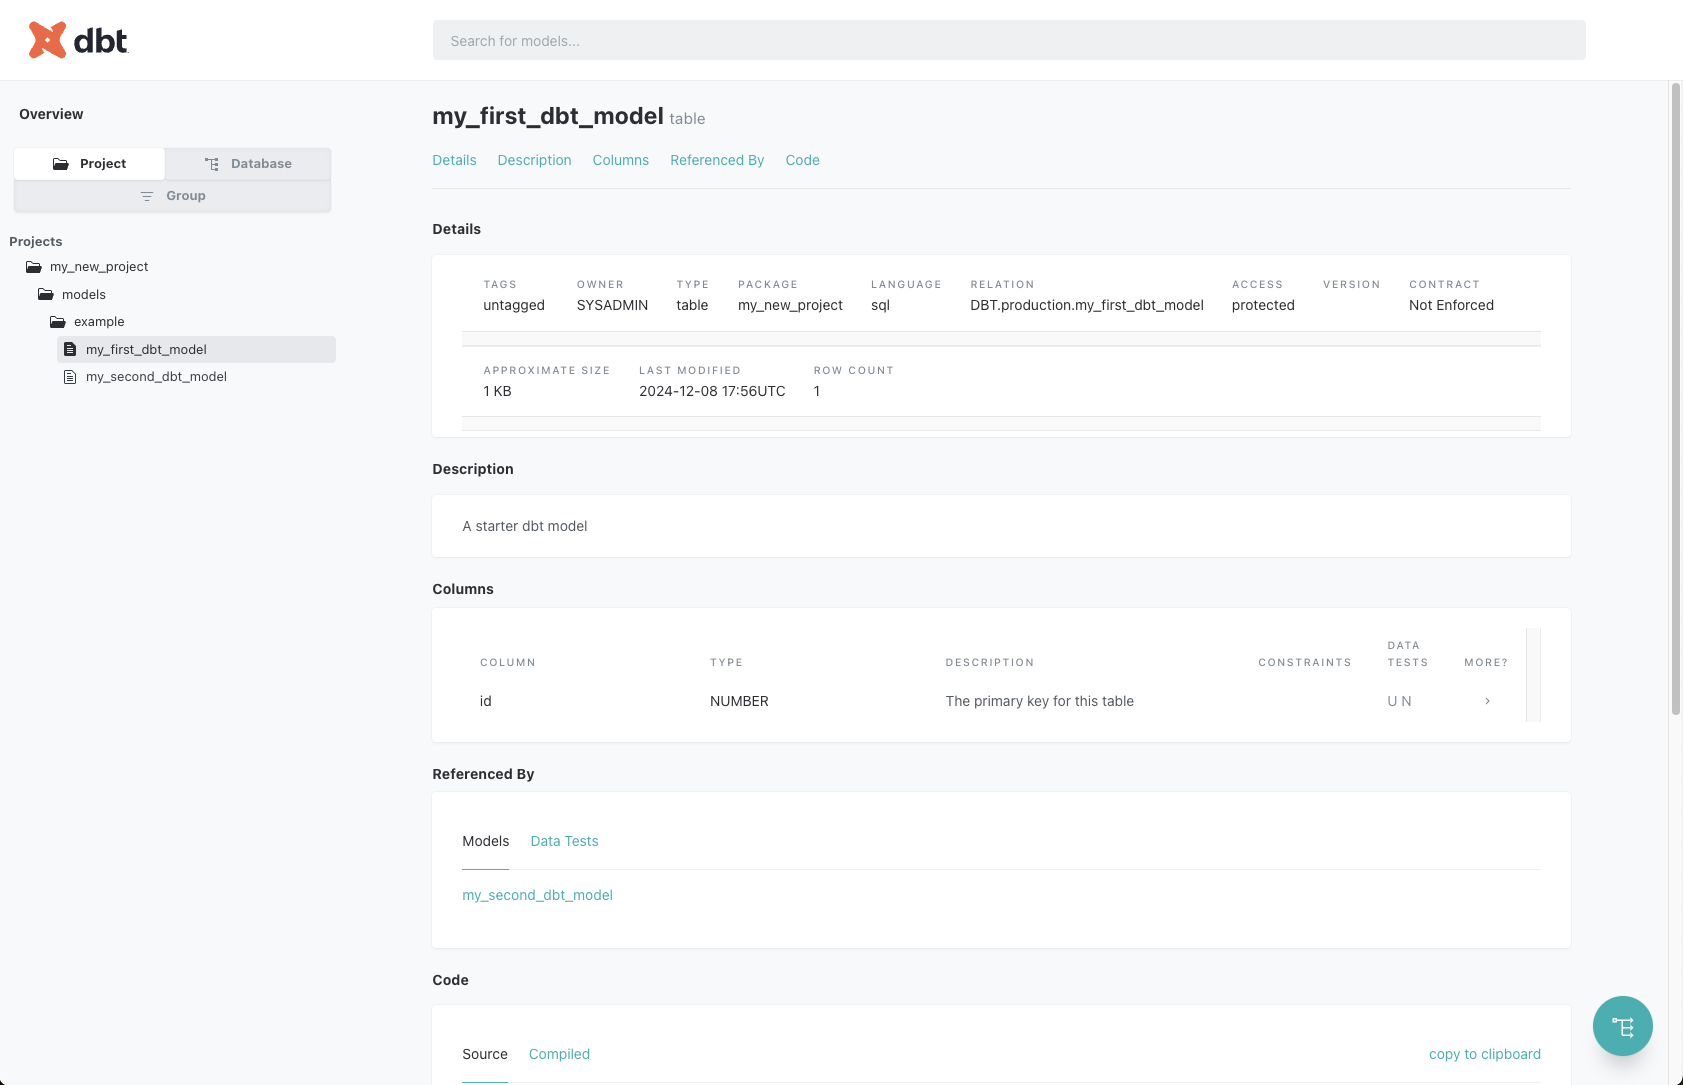 dbt
Search for models...
Overview
Project
Database
Group
Projects
my_new_project
models
example
my_first_dbt_model
my_second_dbt_model
my_first_dbt_model table
Details Description Columns Referenced By Code
Details
TAGS OWNER TYPE PACKAGE LANGUAGE RELATION ACCESS VERSION CONTRACT
untagged SYSADMIN table my_new_project sql DBT.production.my_first_dbt_model protected Not Enforced
APPROXIMATE SIZE LAST MODIFIED ROW COUNT
1 KB 2024-12-08 17:56UTC 1
Description
A starter dbt model
Columns
COLUMN TYPE DESCRIPTION CONSTRAINTS DATA TESTS MORE?
id NUMBER The primary key for this table U N
Referenced By
Models Data Tests
my_second_dbt_model
Code
Source Compiled copy to clipboard